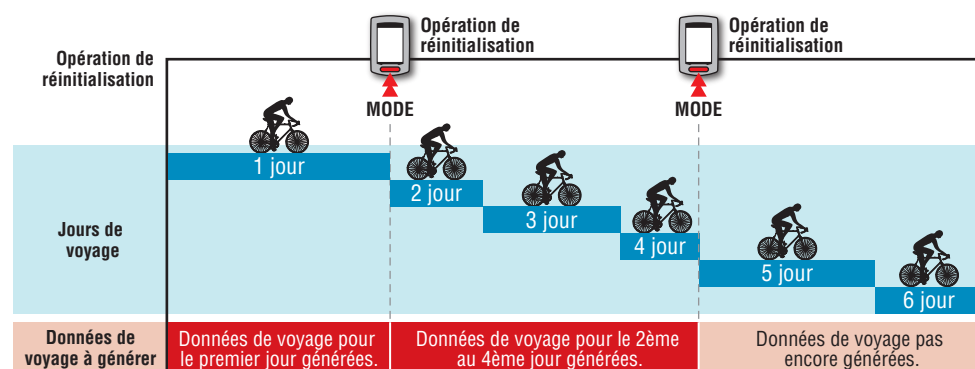 Opération de
réinitialisation
Opération de
réinitialisation
Opération de
réinitialisation
MODE
MODE
1 jour
2 jour
3 jour
4 jour
5 jour
6 jour
Jours de
voyage
Données de
voyage à générer
Données de voyage pour
le premier jour générées.
Données de voyage pour le 2ème
au 4ème jour générées.
Données de voyage pas
encore générées.